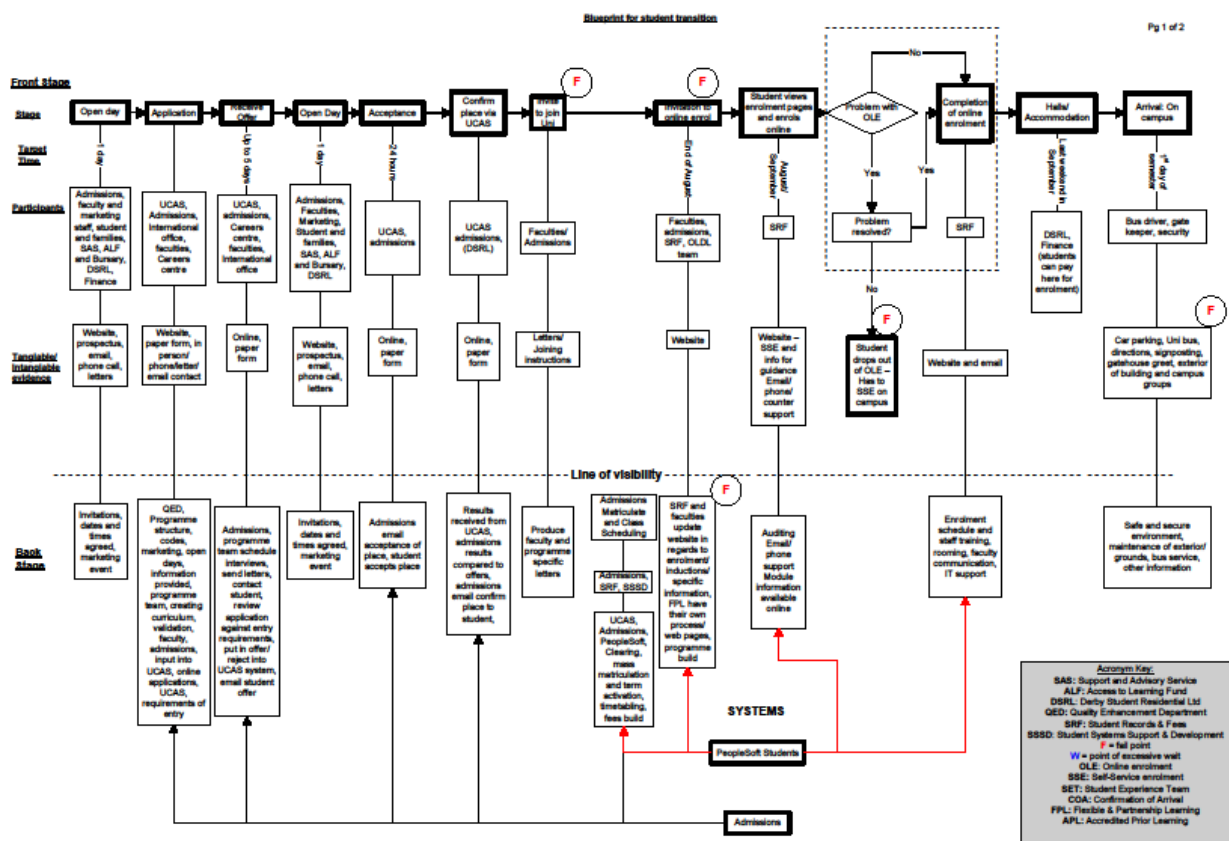 Blueprint for student transition
Pg 1 of 2
Front Stage
Stage
Target
Time
Participants
Tangiable/
Intangiable
evidence
Back
Stage
Open day
Application
Receive
Offer
Open Day
Acceptance
Confirm
place via
UCAS
F
Invite
to join
Uni
F
Invitation to
online enrol
Student views
enrolment pages
and enrols
online
Problem with
OLE
No
Yes
Yes
Problem
resolved?
No
Completion
of online
enrolment
Halls/
Accommodation
Arrival: On
campus
1 day
Up to 5 days
1 day
24 hours
End of August
August/
September
Last weekend in
September
1st day of
semester
Admissions,
faculty and
marketing
staff, student
and families,
SAS, ALF
and Bursary,
DSRL,
Finance
UCAS,
Admissions,
International
office,
faculties,
Careers
centre
UCAS,
admissions,
Careers
centre,
faculties,
International
office
Admissions,
Faculties,
Marketing,
Student and
families,
SAS, ALF
and Bursary,
DSRL
UCAS,
admissions
UCAS
admissions,
(DSRL)
Faculties/
Admissions
Faculties,
admissions,
SRF, OLDL
team
SRF
SRF
DSRL,
Finance
(students
can pay
here for
enrolment)
Bus driver, gate
keeper, security
Website,
prospectus,
email,
phone call,
letters
Website,
paper form, in
person/
phone/letter/
email contact
Online,
paper
form
Website,
prospectus,
email,
phone call,
letters
Online,
paper
form
Online,
paper
form
Letters/
Joining
instructions
Website
Website –
SSE and
info for
guidance
Email/
phone/
counter
support
F
Student
drops out
of OLE –
Has to
SSE on
campus
Website and email
F
Car parking, Uni bus,
directions, signposting,
gatehouse greet, exterior
of building and campus
groups
Line of visibility
Invitations,
dates and
times
agreed,
marketing
event
QED,
Programme
structure,
codes,
marketing, open
days,
information
provided,
programme
team, creating
curriculum,
validation,
faculty,
admissions,
input into
UCAS, online
applications,
UCAS,
requirements of
entry
Admissions,
programme
team schedule
interviews,
send letters,
contact
student,
review
application
against entry
requirements,
put in offer/
reject into
UCAS system,
email student
offer
Invitations,
dates and
times agreed,
marketing
event
Admissions
email
acceptance of
place, student
accepts place
Results
received from
UCAS,
admissions
results
compared to
offers,
admissions
email confirm
place to
student,
Produce
faculty and
programme
specific
letters
Admissions
Matriculate
and Class
Scheduling
Admissions,
SRF, SSSD
UCAS,
Admissions,
PeopleSoft,
Clearing,
mass
matriculation
and term
activation,
timetabling,
fees build
F
SRF and
faculties
update
website in
regards to
enrolment/
inductions/
specific
information,
FPL have
their own
process/
web pages,
programme
build
Auditing
Email/
phone
support
Module
information
available
online
Enrolment
schedule and
staff training,
rooming, faculty
communication,
IT support
Safe and secure
environment,
maintenance of exterior/
grounds, bus service,
other information
SYSTEMS
PeopleSoft Students
Admissions
Acronym Key:
SAS: Support and Advisory Service
ALF: Access to Learning Fund
DSRL: Derby Student Residential Ltd
QED: Quality Enhancement Department
SRF: Student Records & Fees
SSSD: Student Systems Support & Development
F = fail point
W = point of excessive wait
OLE: Online enrolment
SSE: Self-Service enrolment
SET: Student Experience Team
COA: Confirmation of Arrival
FPL: Flexible & Partnership Learning
APL: Accredited Prior Learning